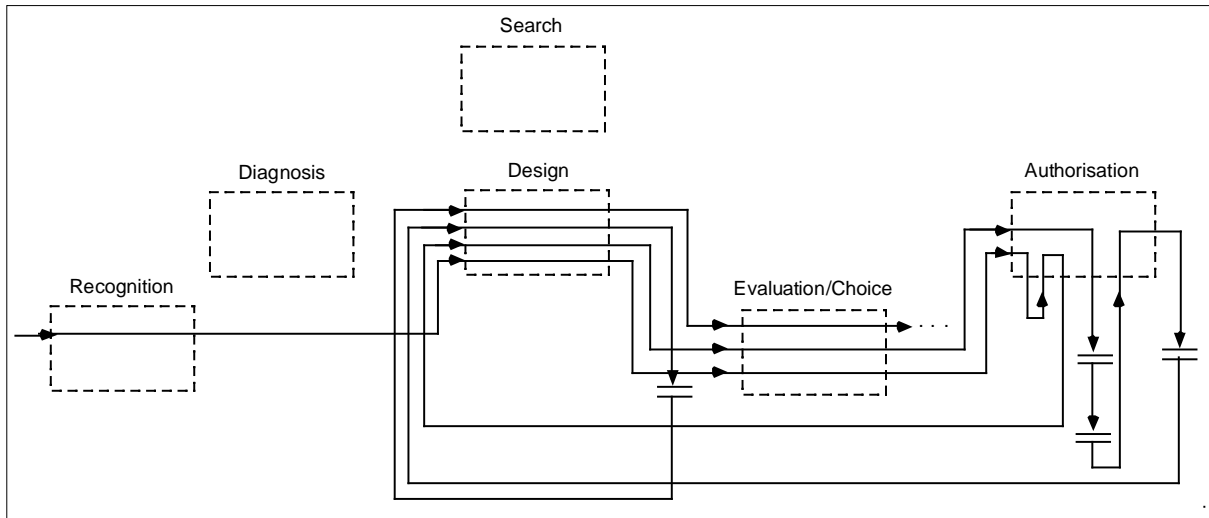 Search
Diagnosis
Design
Authorisation
Recognition
Evaluation/Choice
. . .
.